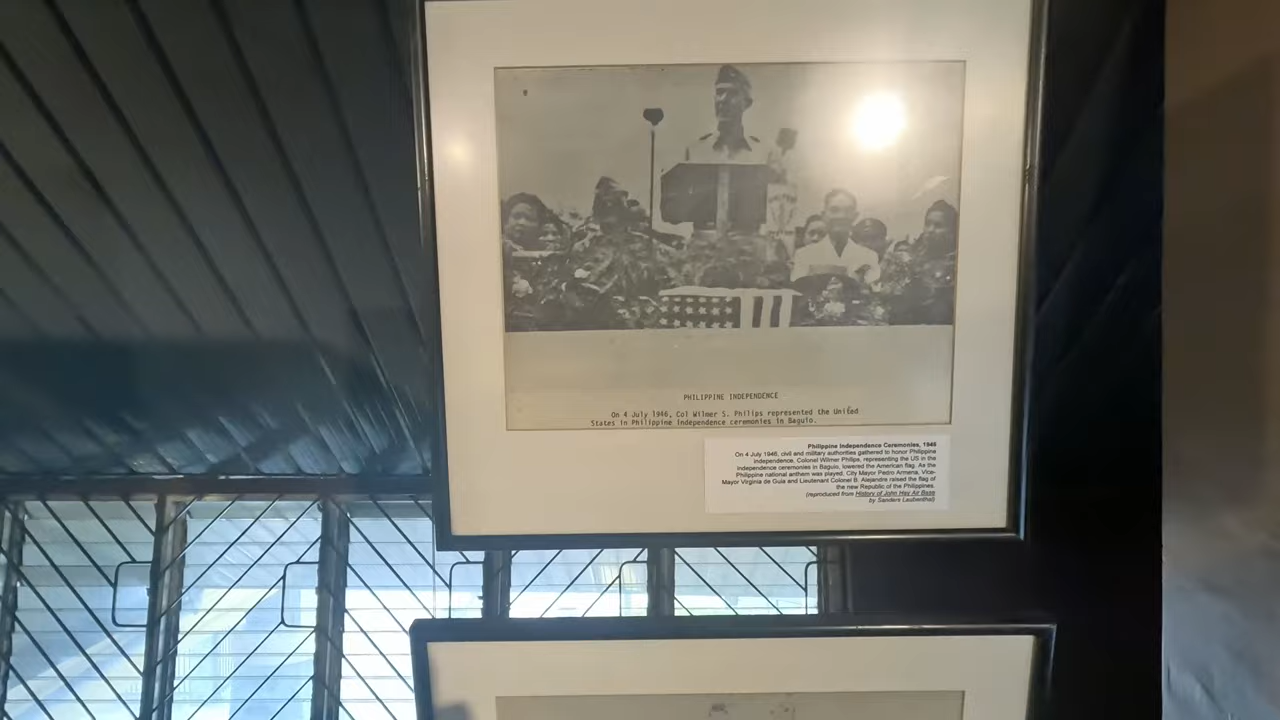 PHILIPPINE INDEPENDENCE
On 4 July 1946, Col Wilmer S. Philips represented the United
States in Philippine Independence ceremonies in Baguio.
Philippine Independence Ceremonies, 1946
On 4 July 1946, civil and military authorities gathered to honor Philippine
independence. Colonel Wilmer Philips, representing the US in the
independence ceremonies in Baguio, lowered the American flag. As the
Philippine national anthem was played, City Mayor Pedro Armena, Vice-
Mayor Virginia de Guia and Lieutenant Colonel B. Alejandre raised the flag of
the new Republic of the Philippines.
(reproduced from History of John Hay Air Base
by Sanders Laubenthal)